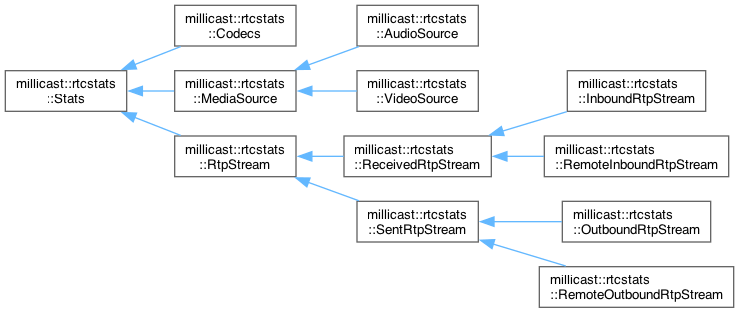 millicast::rtcstats
::Stats
millicast::rtcstats
::Codecs
millicast::rtcstats
::MediaSource
millicast::rtcstats
::RtpStream
millicast::rtcstats
::AudioSource
millicast::rtcstats
::VideoSource
millicast::rtcstats
::ReceivedRtpStream
millicast::rtcstats
::SentRtpStream
millicast::rtcstats
::InboundRtpStream
millicast::rtcstats
::RemoteInboundRtpStream
millicast::rtcstats
::OutboundRtpStream
millicast::rtcstats
::RemoteOutboundRtpStream